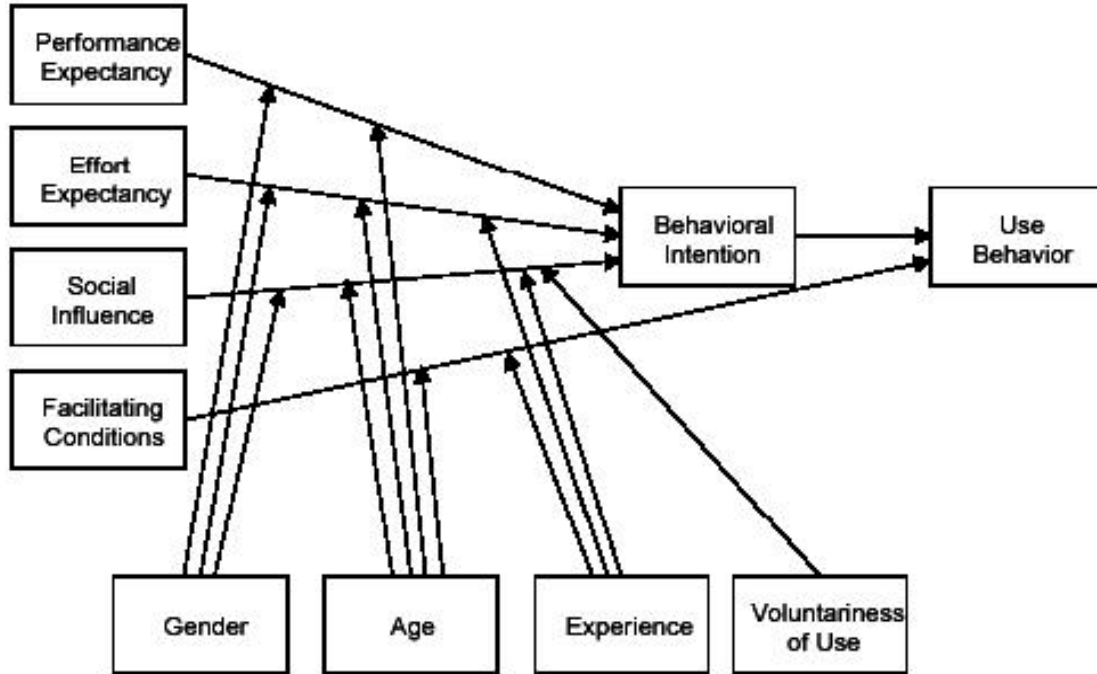 Performance
Expectancy
Effort
Expectancy
Social
Influence
Facilitating
Conditions
Behavioral
Intention
Use
Behavior
Gender
Age
Experience
Voluntariness
of Use